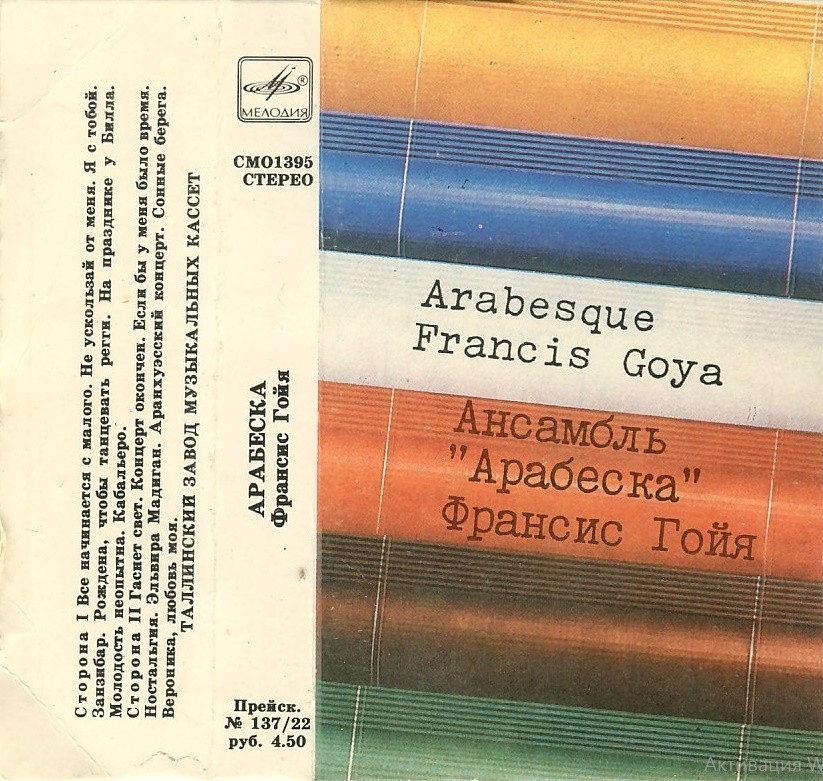 Сторона I Все начинается с малого. Не ускользай от меня. Я с тобой.
Занзибар. Рождена, чтобы танцевать регги. На празднике у Билла.
Молодость неопытна. Кабальеро.
Сторона II Гаснет свет. Концерт окончен. Если бы у меня было время.
Ностальгия. Эльвира Мадиган. Аранхуэсский концерт. Сонные берега.
Вероника, любовь моя.
ТАЛЛИНСКИЙ ЗАВОД МУЗЫКАЛЬНЫХ КАССЕТ
МЕЛОДИЯ
СМ01395
СТЕРЕО
АРАБЕСКА
Франсис Гойя
Прейск.
№ 137/22
руб. 4.50
Arabesque
Francis Goya
Ансамбль
"Арабеска"
Франсис Гойя
Активация W